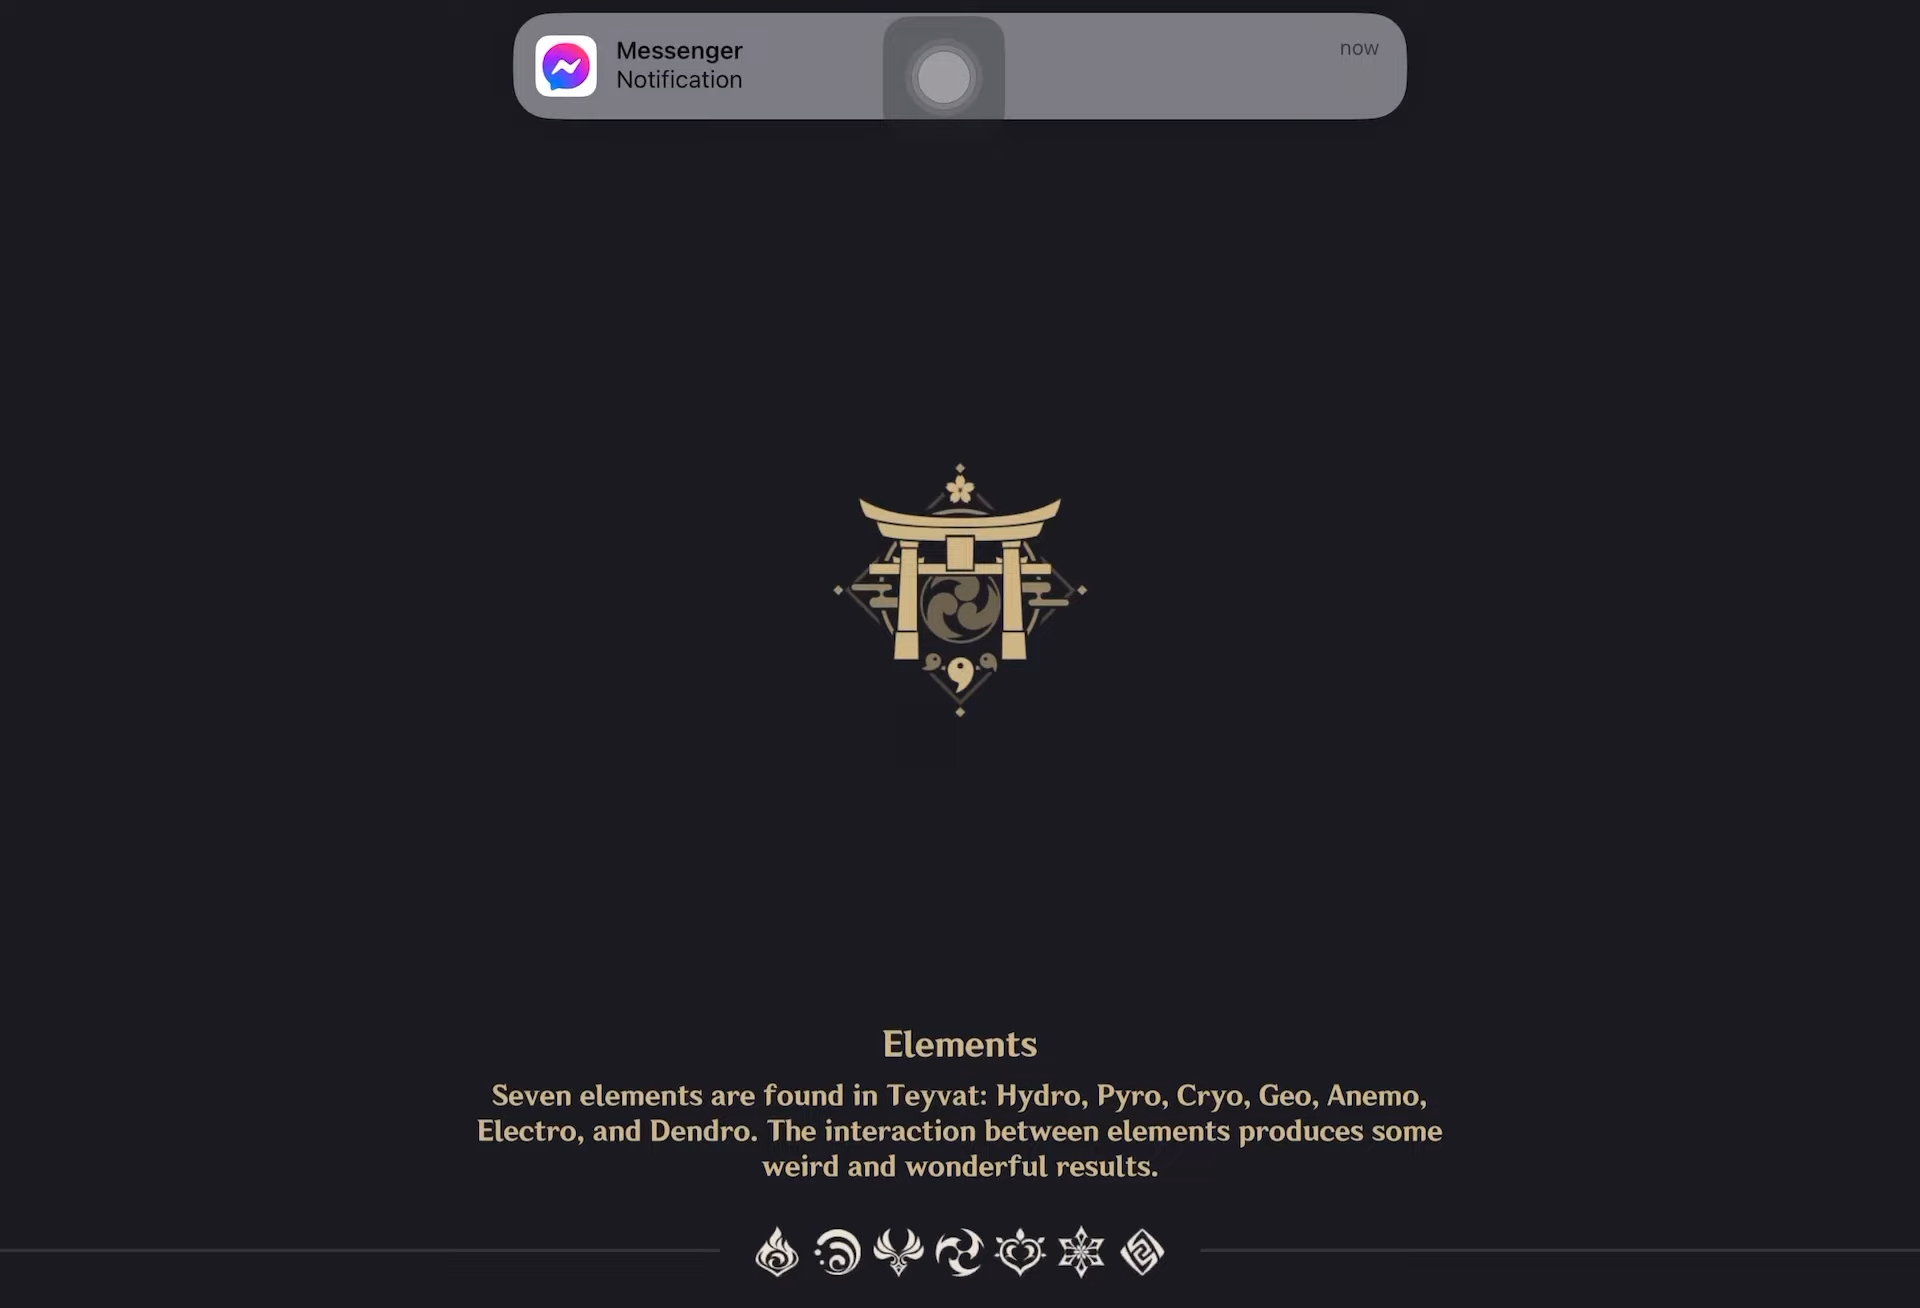 Messenger
now
Notification
Elements
Seven elements are found in Teyvat: Hydro, Pyro, Cryo, Geo, Anemo,
Electro, and Dendro. The interaction between elements produces some
weird and wonderful results.